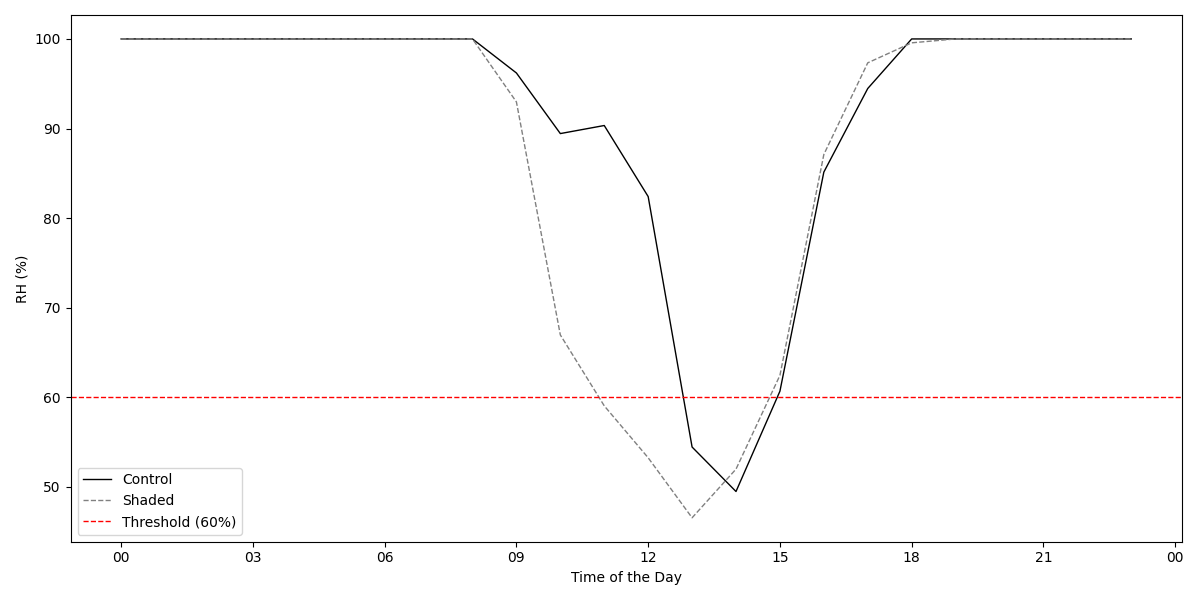 100
90
80
70
60
50
RH (%)
Control
Shaded
Threshold (60%)
00 03 06 09 12 15 18 21 00
Time of the Day